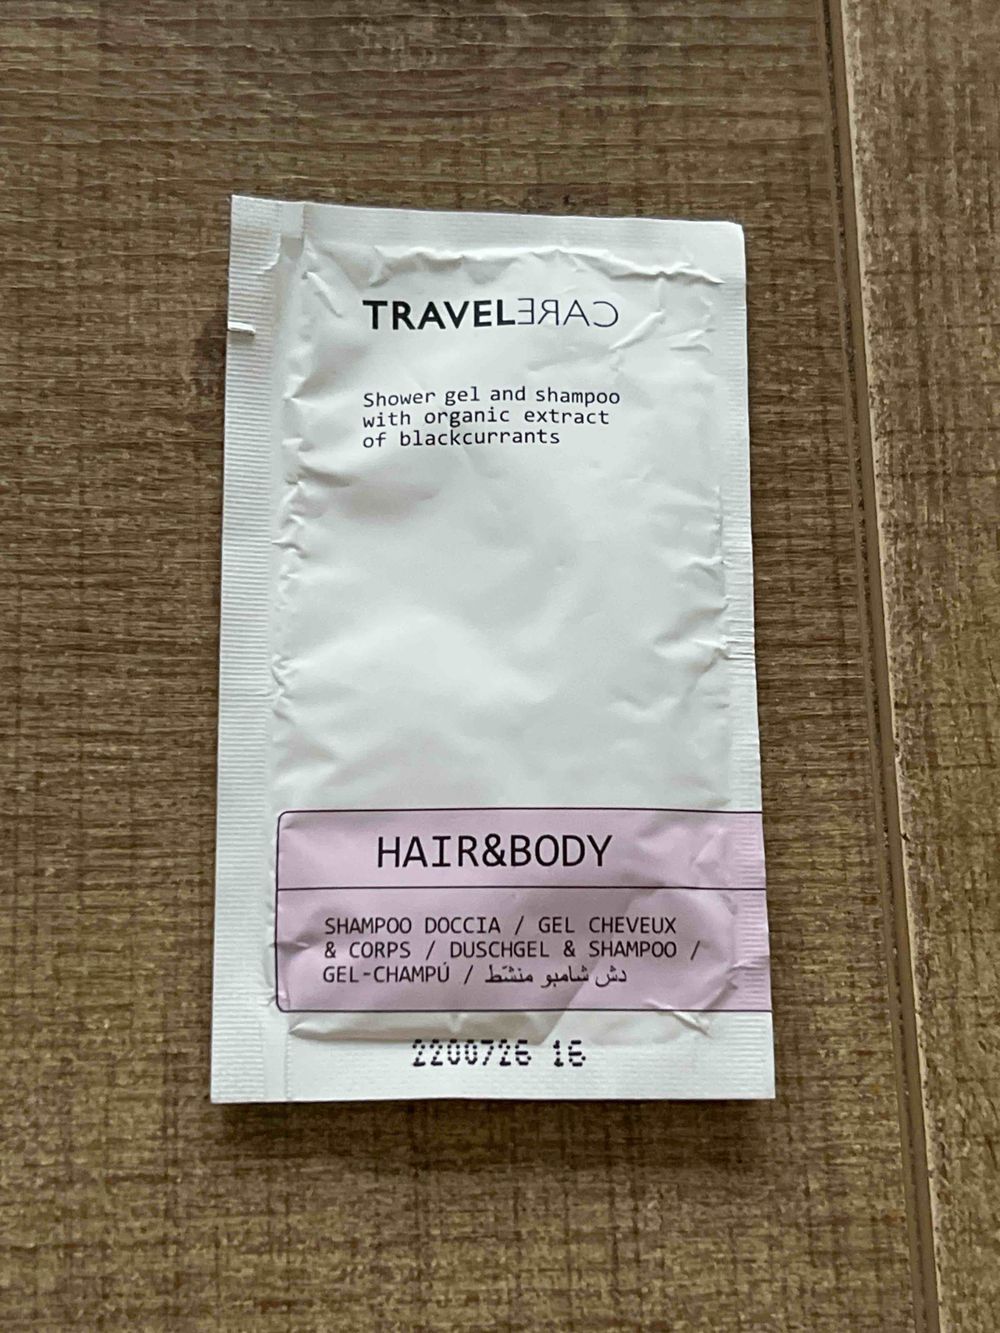 TRAVELCARE
Shower gel and shampoo
with organic extract
of blackcurrants
HAIR&BODY
SHAMPOO DOCCIA / GEL CHEVEUX
& CORPS / DUSCHGEL & SHAMPOO /
GEL-CHAMPÚ / دش شامبو منشّط
2200726 16